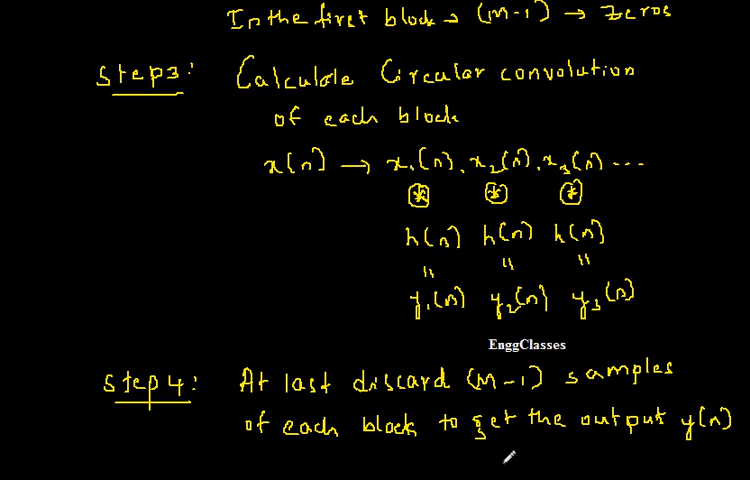 In the first block → (M-1) → Zeros
Step3: Calculate Circular convolution
of each block
x(n) → x₁(n), x₂(n), x₃(n) ...
⊛ ⊛ ⊛
h(n) h(n) h(n)
= = =
y₁(n) y₂(n) y₃(n)
EnggClasses
Step4: At last discard (M-1) samples
of each block to get the output y(n)